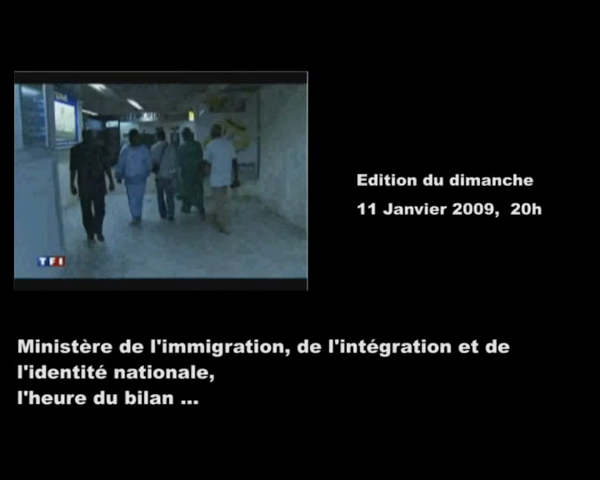 TF1
Edition du dimanche
11 Janvier 2009, 20h
Ministère de l'immigration, de l'intégration et de
l'identité nationale,
l'heure du bilan ...